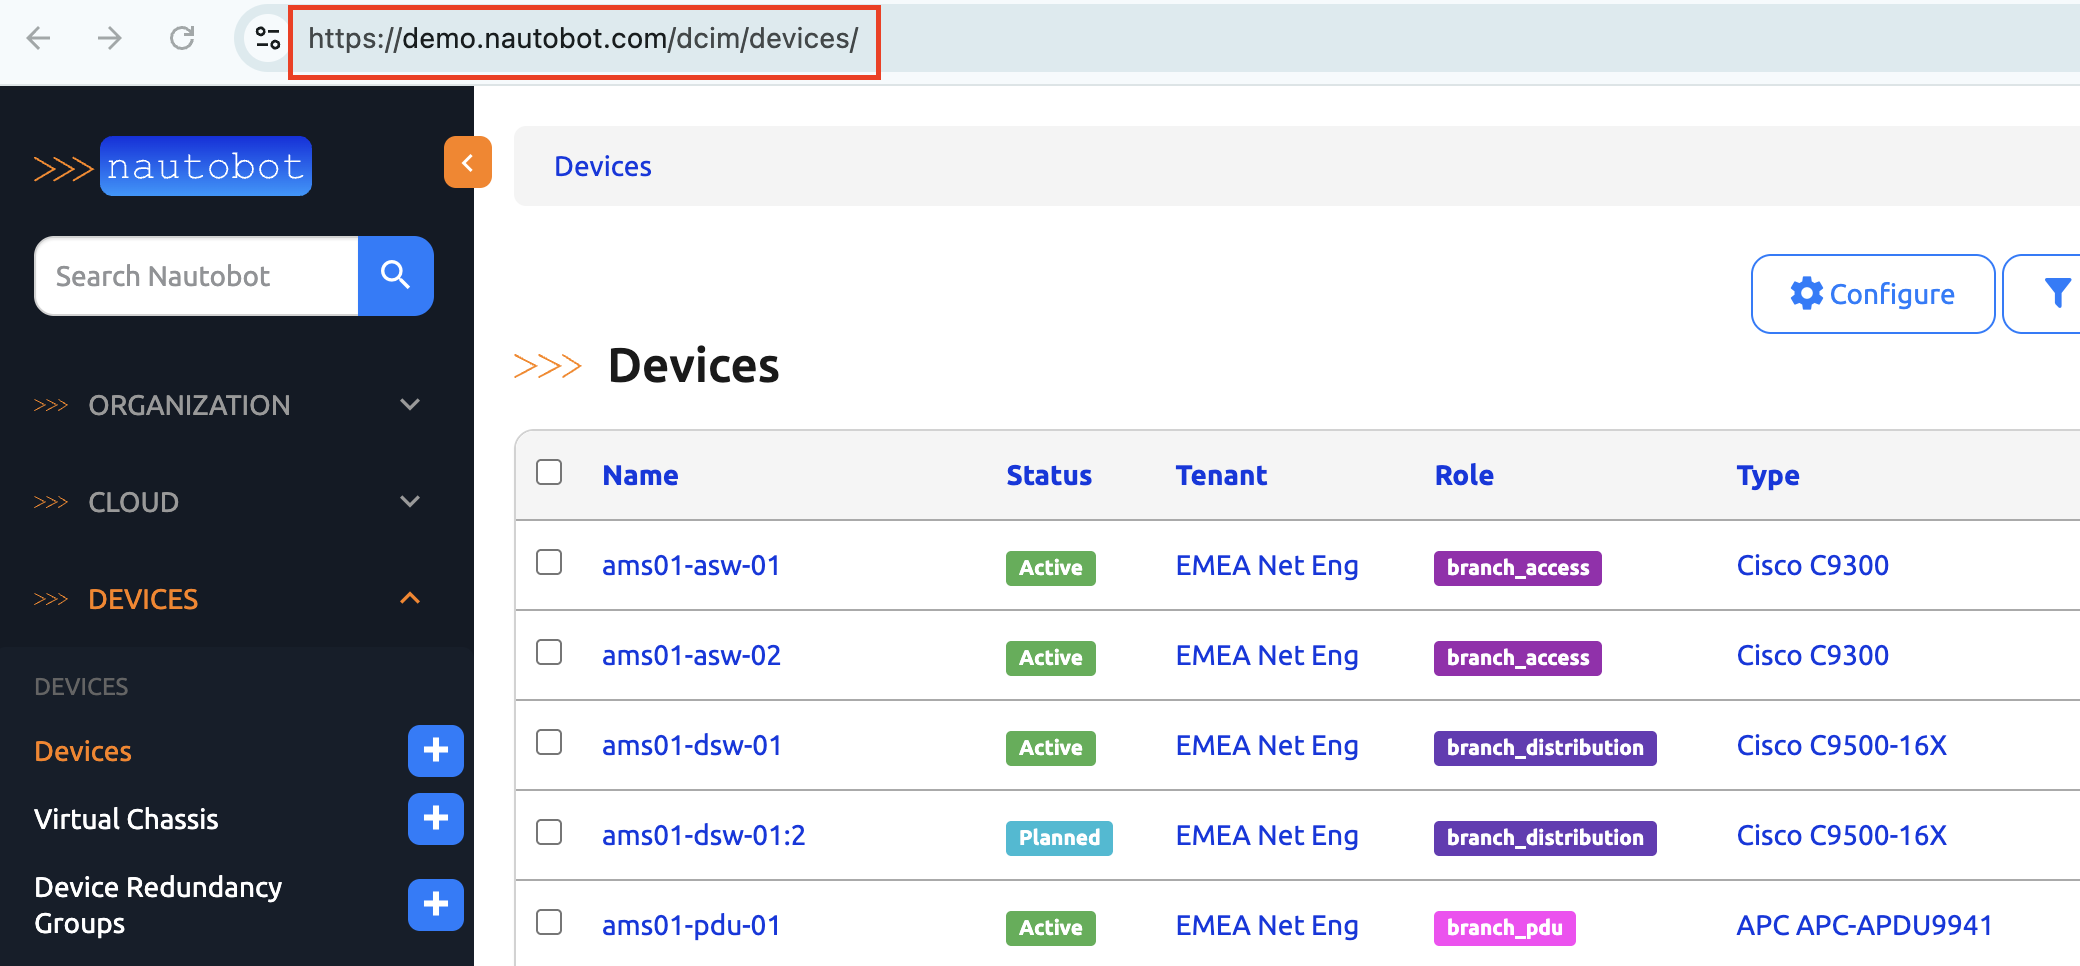 https://demo.nautobot.com/dcim/devices/
>>> nautobot
Search Nautobot
>>> ORGANIZATION
>>> CLOUD
>>> DEVICES
DEVICES
Devices
Virtual Chassis
Device Redundancy
Groups
Devices
Configure
>>> Devices
Name Status Tenant Role Type
ams01-asw-01 Active EMEA Net Eng branch_access Cisco C9300
ams01-asw-02 Active EMEA Net Eng branch_access Cisco C9300
ams01-dsw-01 Active EMEA Net Eng branch_distribution Cisco C9500-16X
ams01-dsw-01:2 Planned EMEA Net Eng branch_distribution Cisco C9500-16X
ams01-pdu-01 Active EMEA Net Eng branch_pdu APC APC-APDU9941